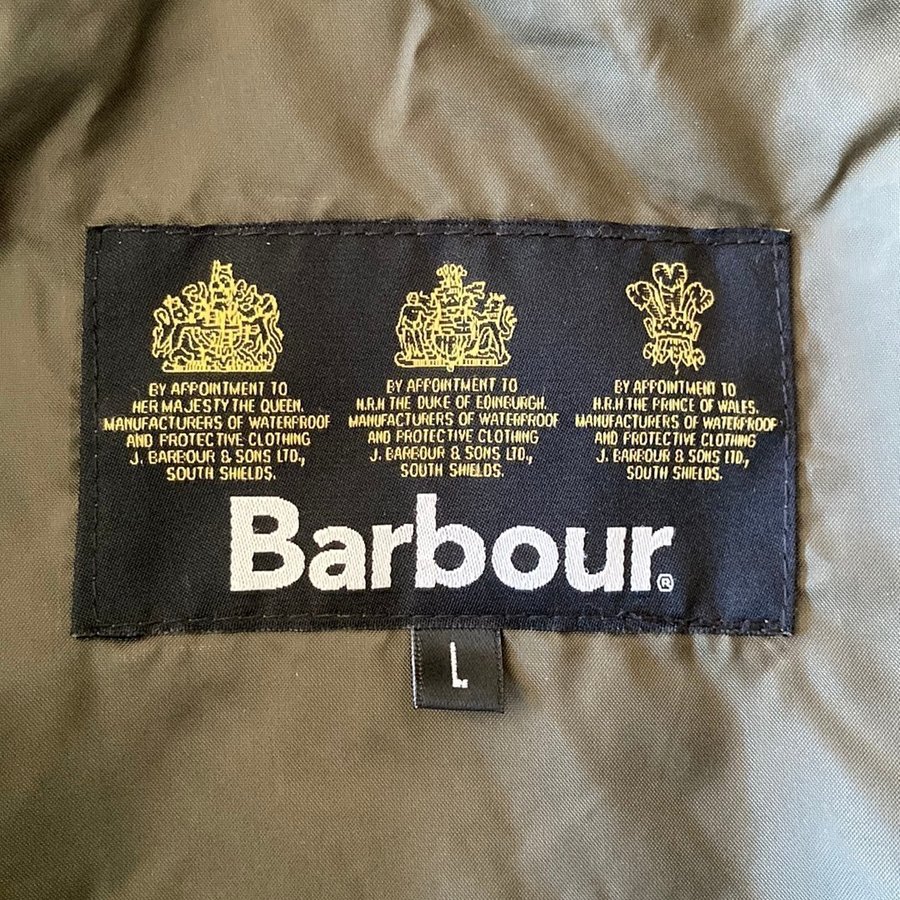 BY APPOINTMENT TO
HER MAJESTY THE QUEEN.
MANUFACTURERS OF WATERPROOF
AND PROTECTIVE CLOTHING
J. BARBOUR & SONS LTD.,
SOUTH SHIELDS.
BY APPOINTMENT TO
H.R.H THE DUKE OF EDINBURGH.
MANUFACTURERS OF WATERPROOF
AND PROTECTIVE CLOTHING
J. BARBOUR & SONS LTD.,
SOUTH SHIELDS.
BY APPOINTMENT TO
H.R.H THE PRINCE OF WALES.
MANUFACTURERS OF WATERPROOF
AND PROTECTIVE CLOTHING
J. BARBOUR & SONS LTD.,
SOUTH SHIELDS.
Barbour®
L